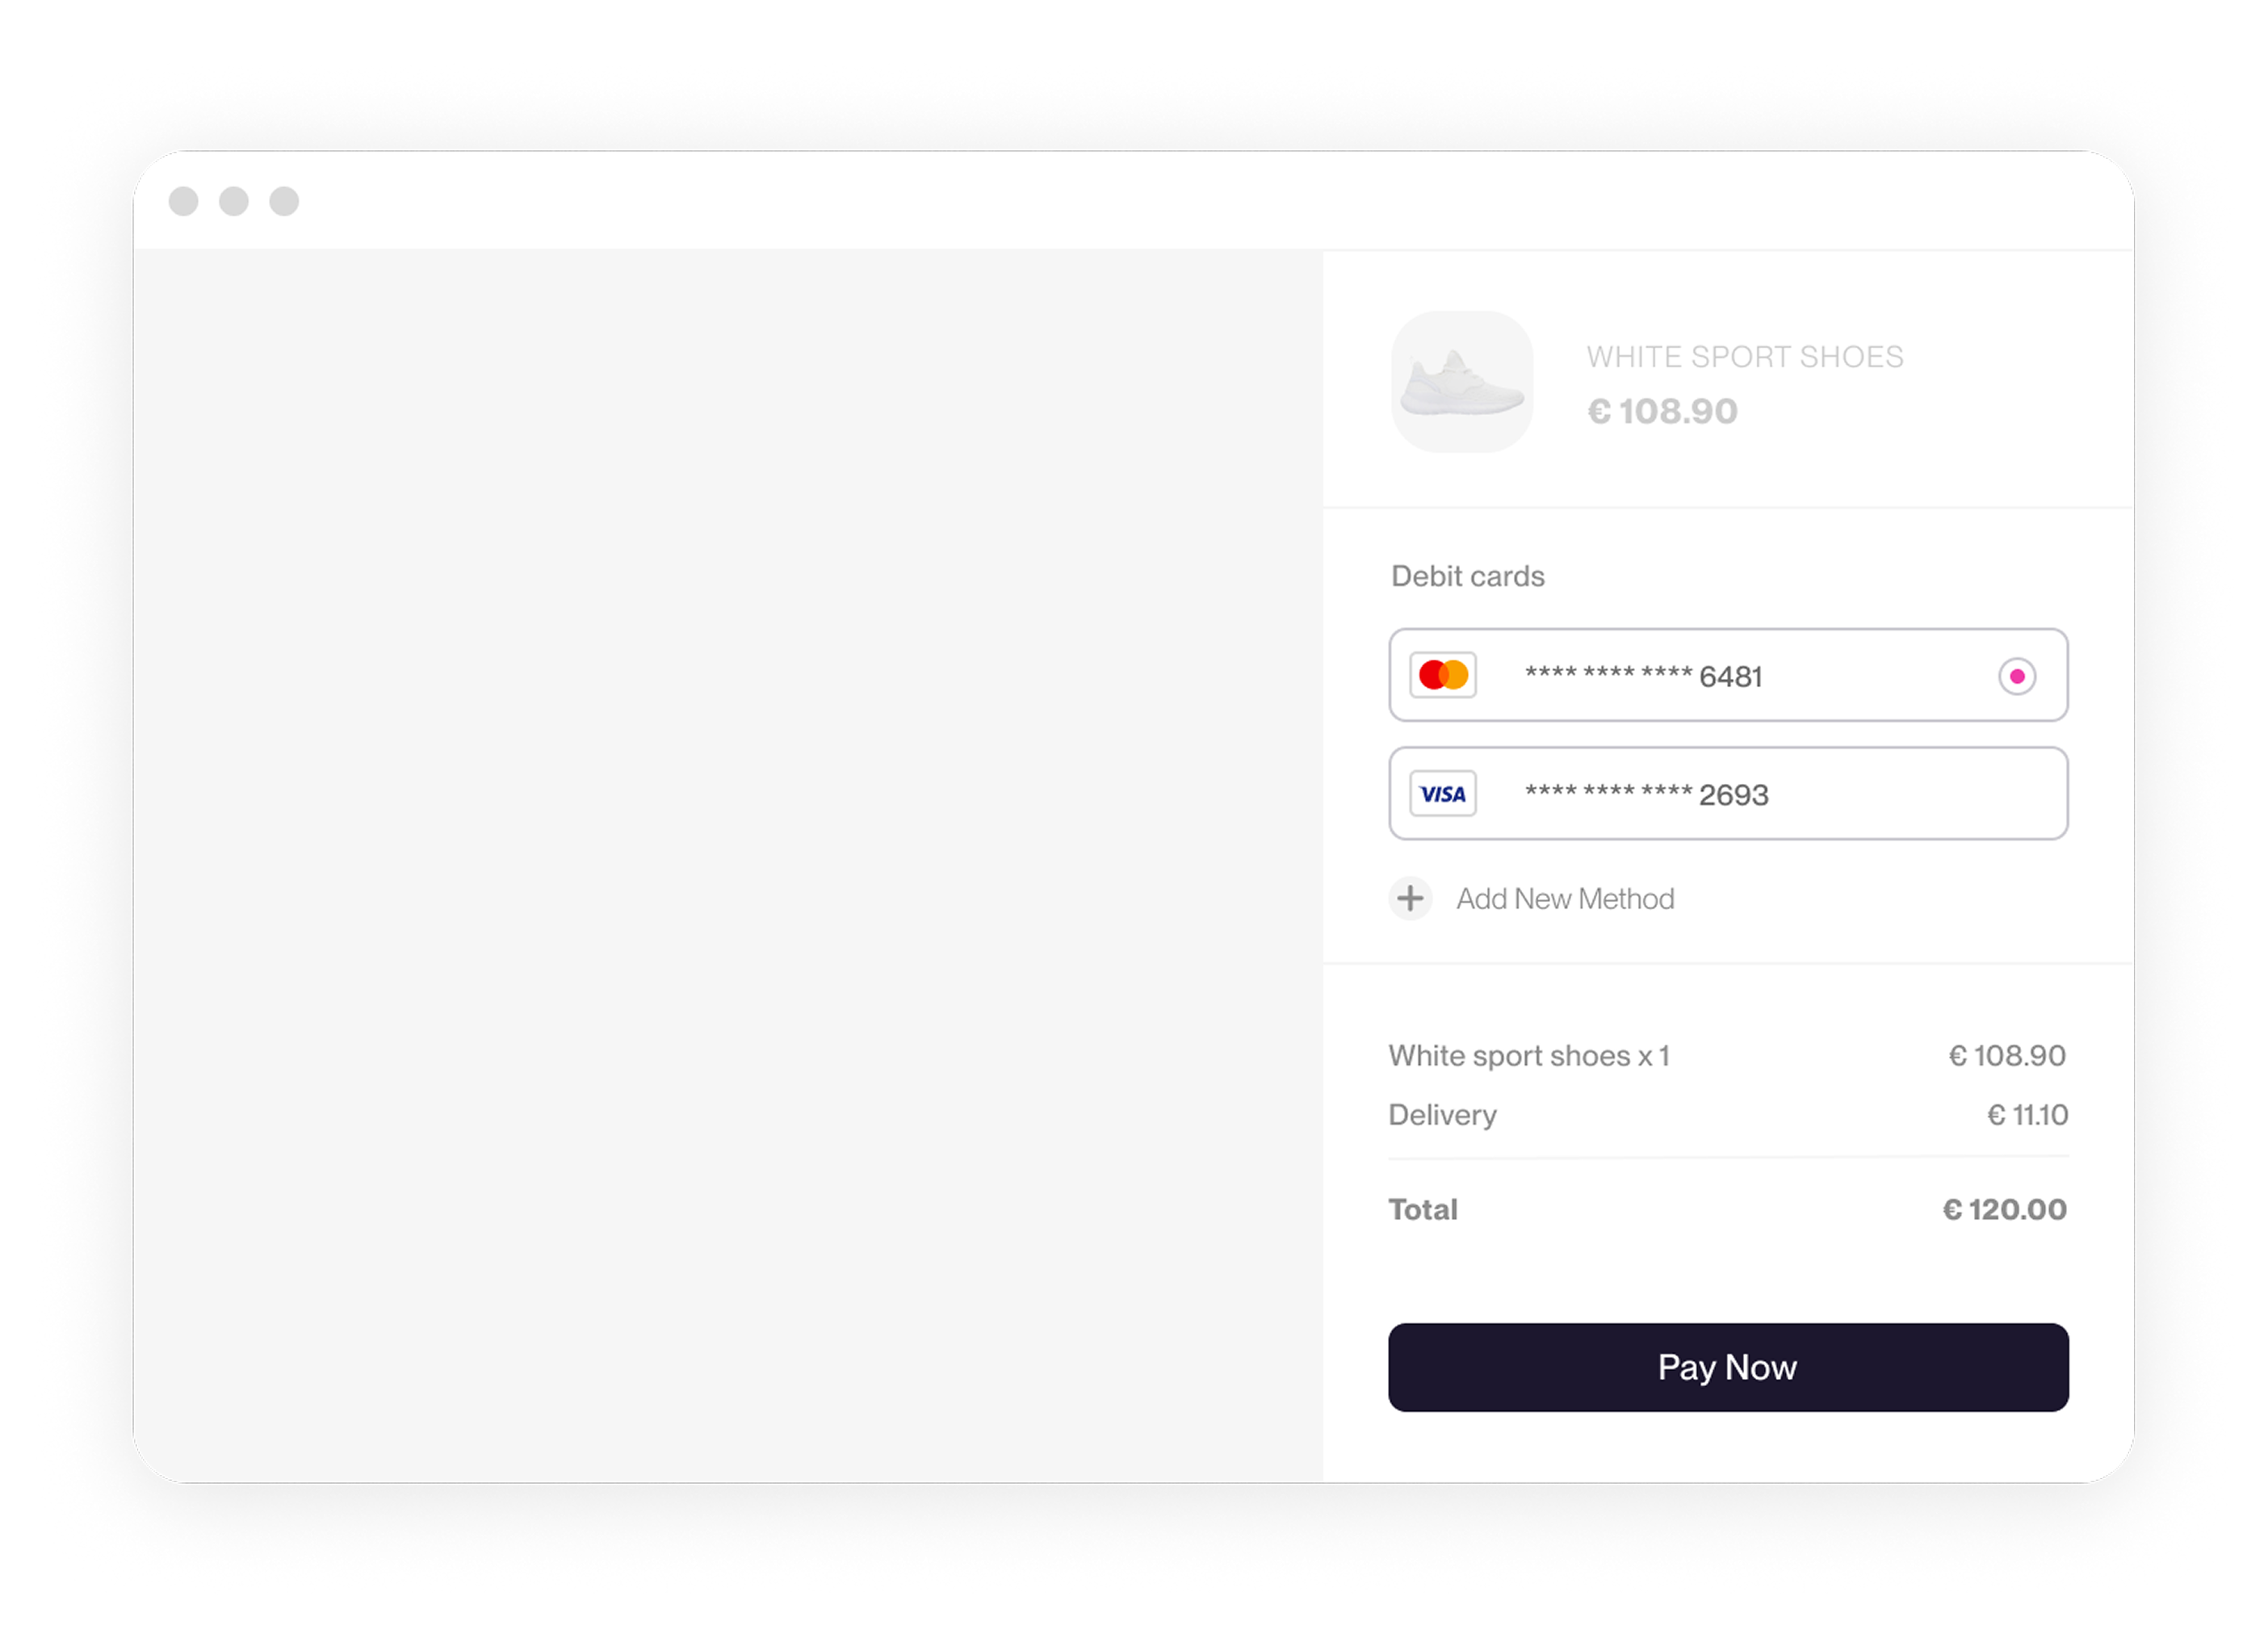 WHITE SPORT SHOES
€ 108.90
Debit cards
**** **** **** 6481
VISA **** **** **** 2693
Add New Method
White sport shoes x 1 € 108.90
Delivery € 11.10
Total € 120.00
Pay Now